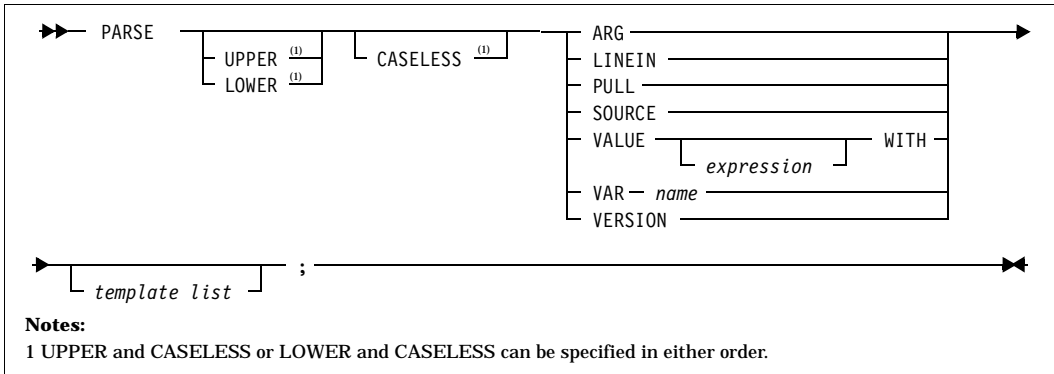 PARSE ARG
UPPER (1) CASELESS (1) LINEIN
LOWER (1) PULL
SOURCE
VALUE WITH
expression
VAR name
VERSION
template list ;
Notes:
1 UPPER and CASELESS or LOWER and CASELESS can be specified in either order.